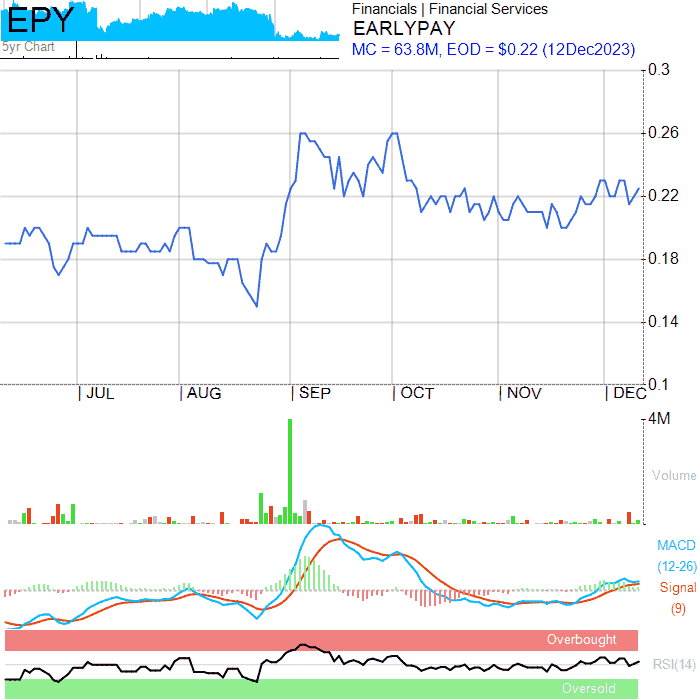 EPY
5yr Chart
Financials | Financial Services
EARLYPAY
MC = 63.8M, EOD = $0.22 (12Dec2023)
0.3
0.26
0.22
0.18
0.14
0.1
JUL AUG SEP OCT NOV DEC
4M
Volume
MACD
(12-26)
Signal
(9)
Overbought
RSI(14)
Oversold